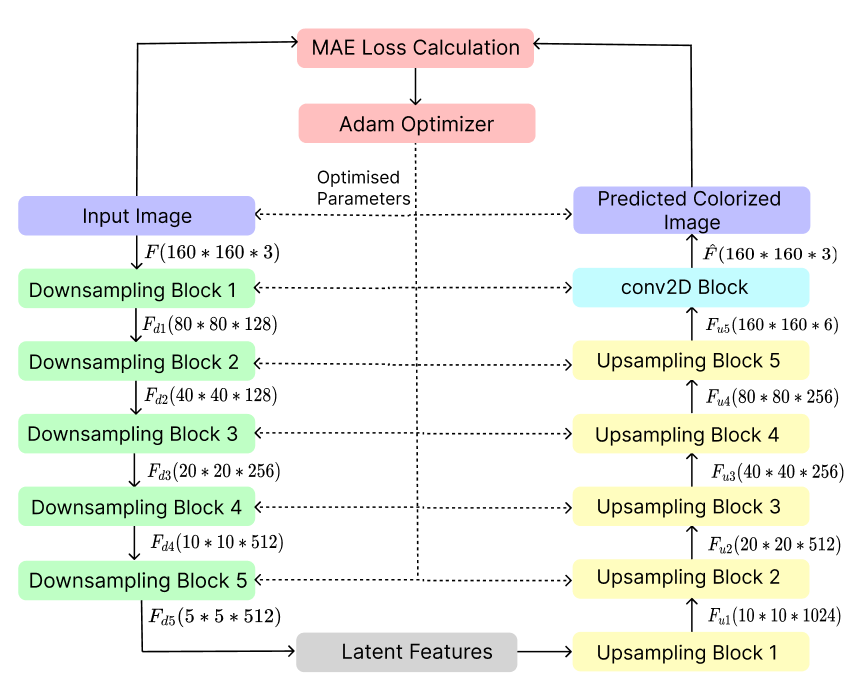 MAE Loss Calculation
Adam Optimizer
Optimised
Parameters
Input Image
Predicted Colorized
Image
F(160 * 160 * 3)
F̂(160 * 160 * 3)
Downsampling Block 1
conv2D Block
F_{d1}(80 * 80 * 128)
F_{u5}(160 * 160 * 6)
Downsampling Block 2
Upsampling Block 5
F_{d2}(40 * 40 * 128)
F_{u4}(80 * 80 * 256)
Downsampling Block 3
Upsampling Block 4
F_{d3}(20 * 20 * 256)
F_{u3}(40 * 40 * 256)
Downsampling Block 4
Upsampling Block 3
F_{d4}(10 * 10 * 512)
F_{u2}(20 * 20 * 512)
Downsampling Block 5
Upsampling Block 2
F_{d5}(5 * 5 * 512)
F_{u1}(10 * 10 * 1024)
Latent Features
Upsampling Block 1